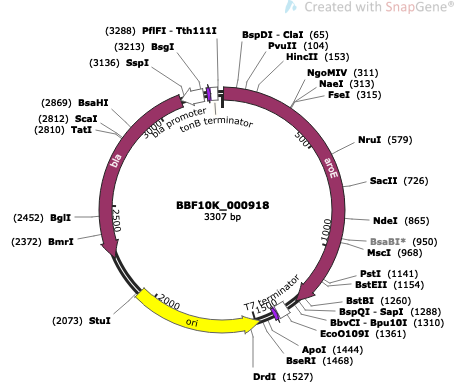 Created with SnapGene®
(3288) PflFI - Tth111I
(3213) BsgI
(3136) SspI
(2869) BsaHI
(2812) ScaI
(2810) TatI
(2452) BglI
(2372) BmrI
(2073) StuI
BspDI - ClaI (65)
PvuII (104)
HincII (153)
NgoMIV (311)
NaeI (313)
FseI (315)
NruI (579)
SacII (726)
NdeI (865)
BsaBI* (950)
MscI (968)
PstI (1141)
BstEII (1154)
BstBI (1260)
BspQI - SapI (1288)
BbvCI - Bpu10I (1310)
EcoO109I (1361)
ApoI (1444)
BseRI (1468)
DrdI (1527)
bla promoter
tonB terminator
bla
aroE
T7 terminator
ori
500
1000
1500
2000
2500
3000
BBF10K_000918
3307 bp